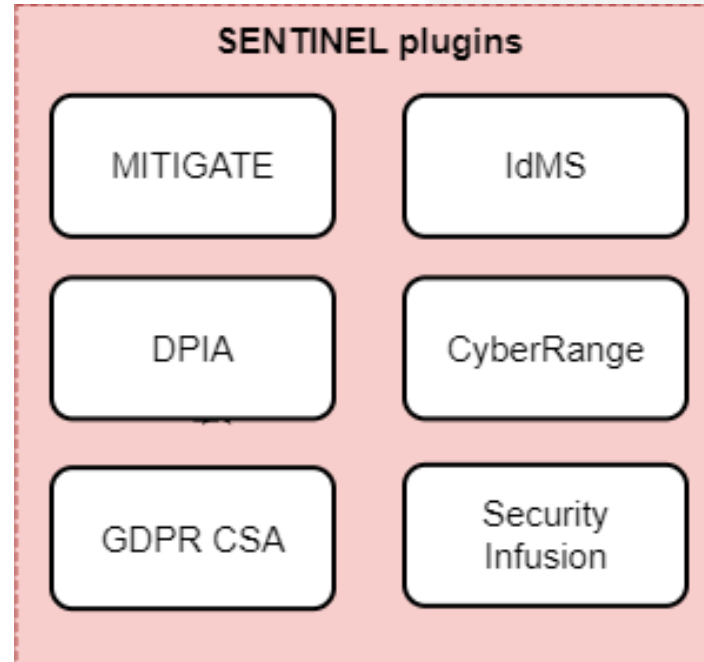 SENTINEL plugins
MITIGATE
IdMS
DPIA
CyberRange
GDPR CSA
Security
Infusion